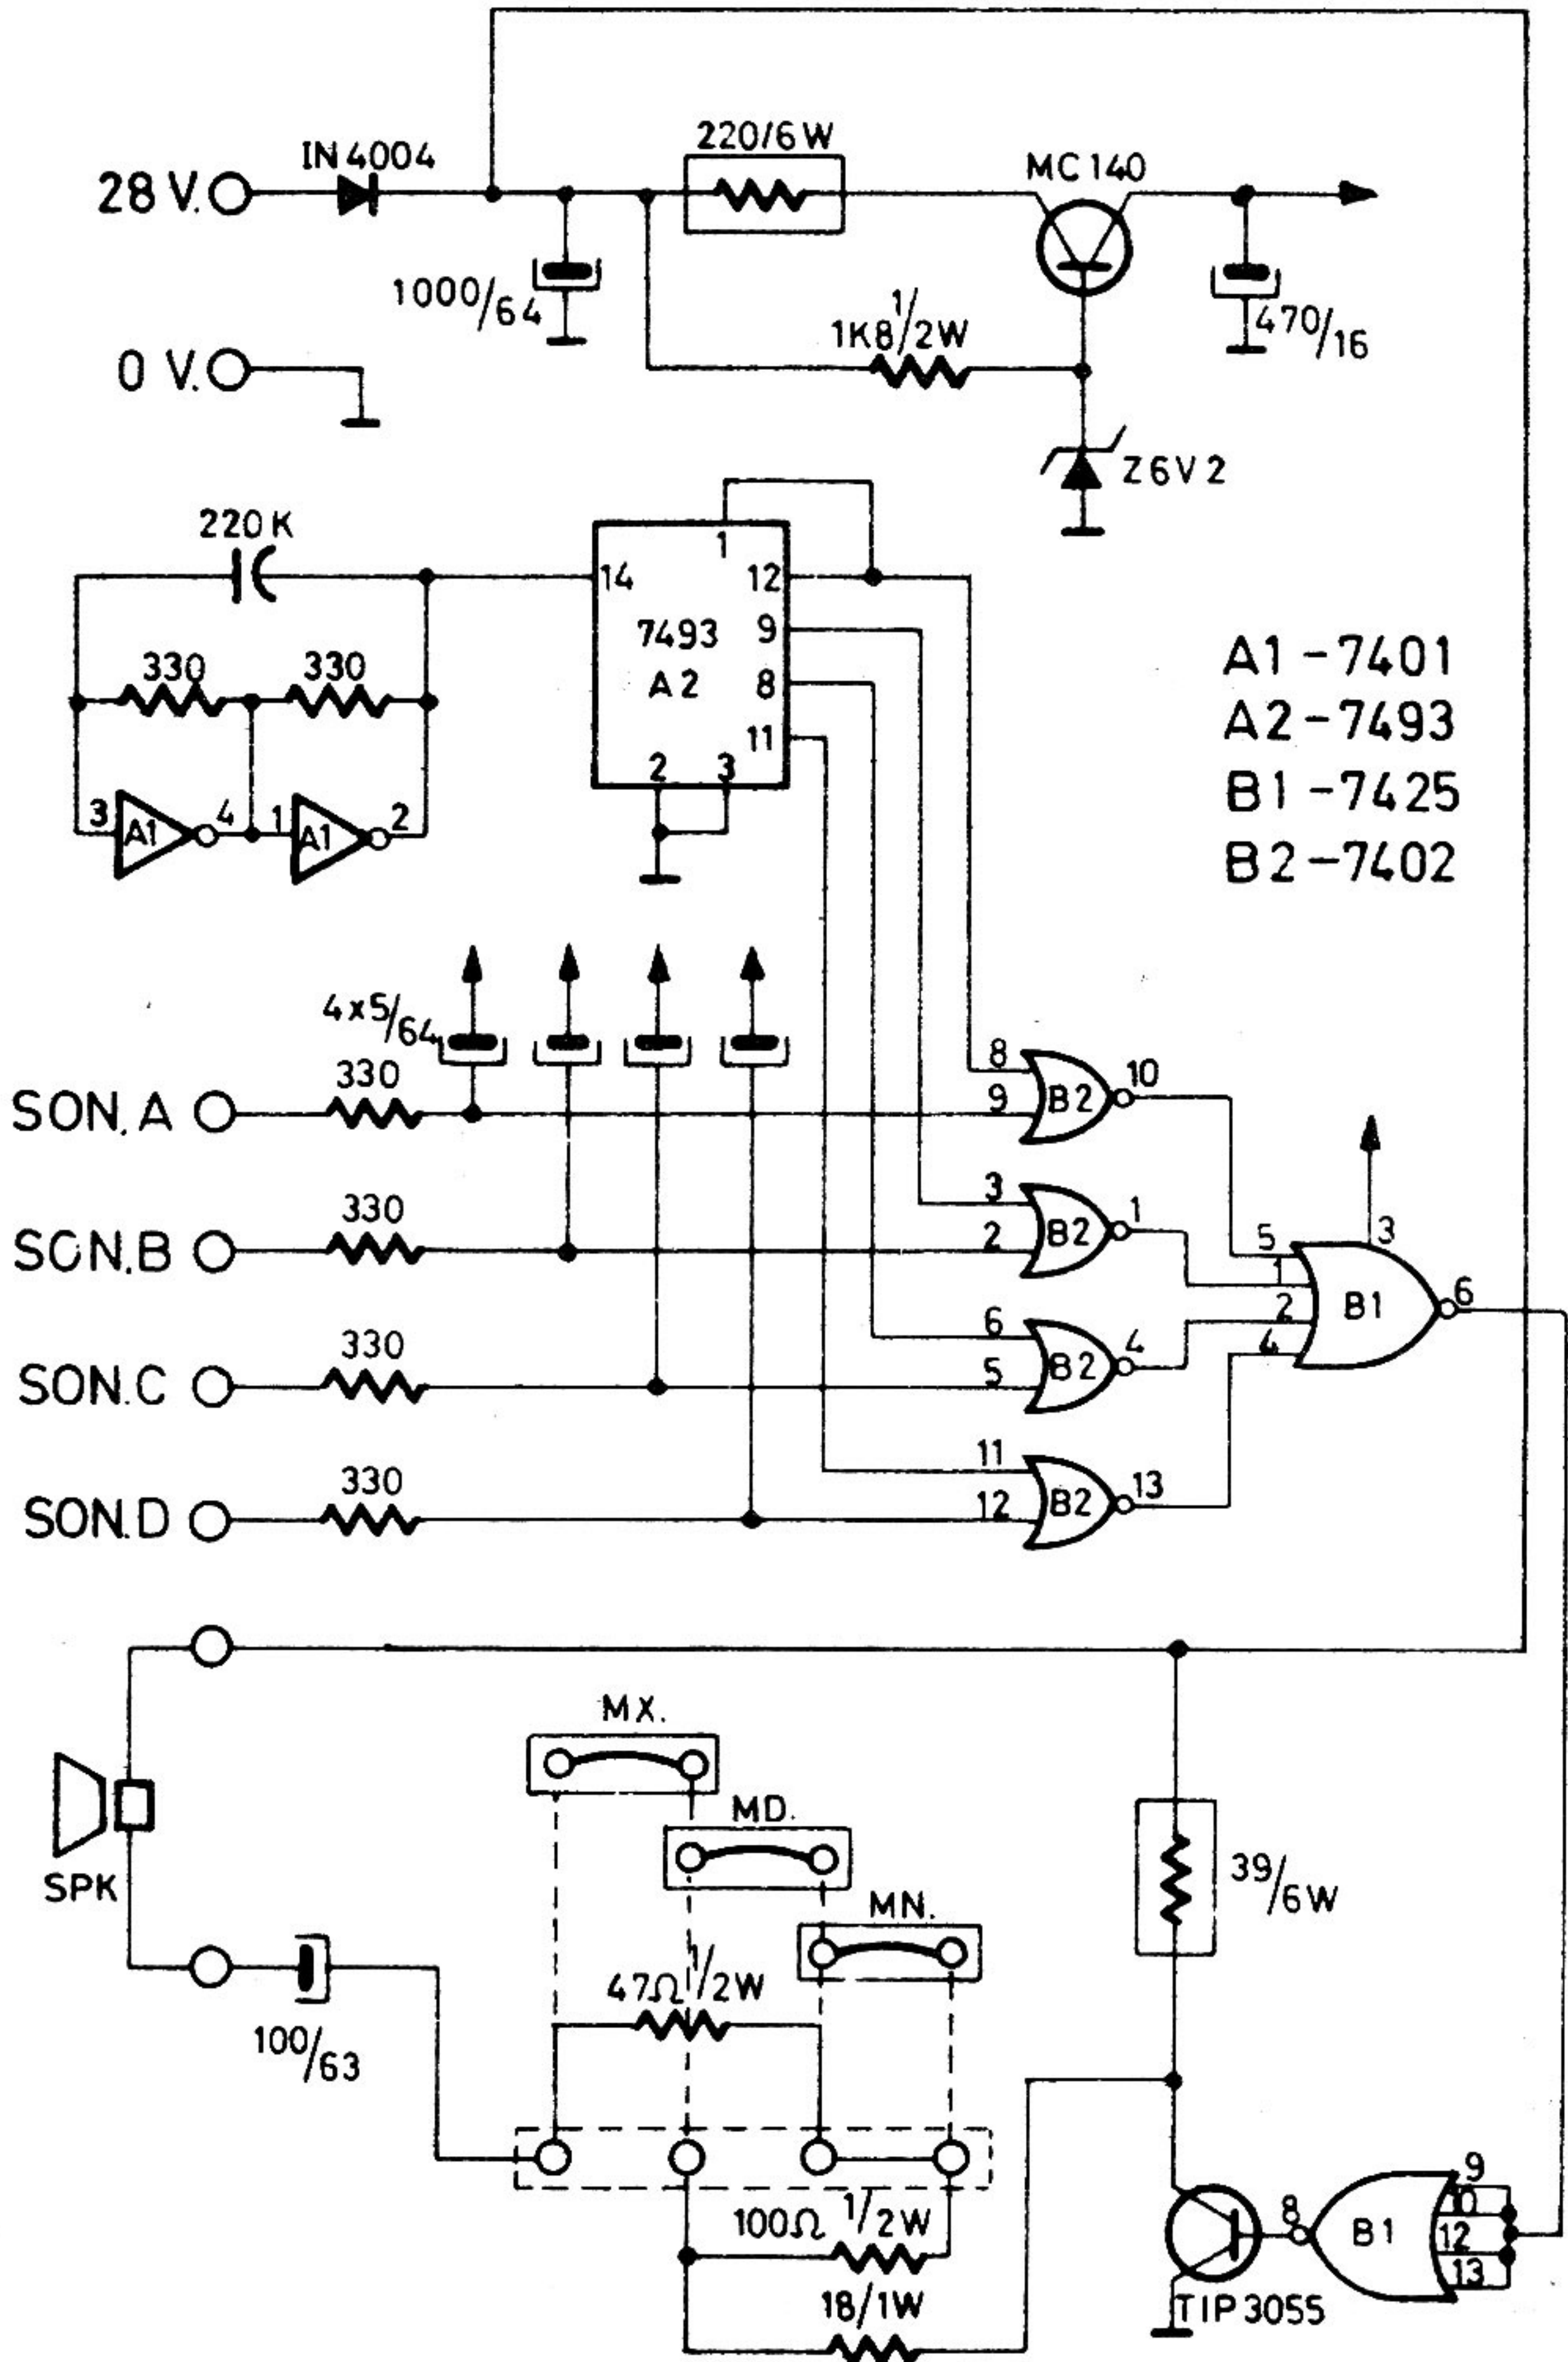 IN 4004
220/6W
MC 140
28 V.
1000/64
1K8 1/2W
470/16
0 V.
Z6V2
220K
14
1
12
7493
9
A2
8
11
2
3
330
330
3
A1
4
1
A1
2
A1-7401
A2-7493
B1-7425
B2-7402
4x5/64
330
SON. A
8
9
B2
10
330
SON.B
3
2
B2
1
5
1
2
4
3
B1
6
330
SON.C
6
5
B2
4
330
SON.D
11
12
B2
13
MX.
MD.
SPK
MN.
39/6W
47Ω 1/2W
100/63
100Ω 1/2W
8
B1
9
10
12
13
18/1W
TIP 3055